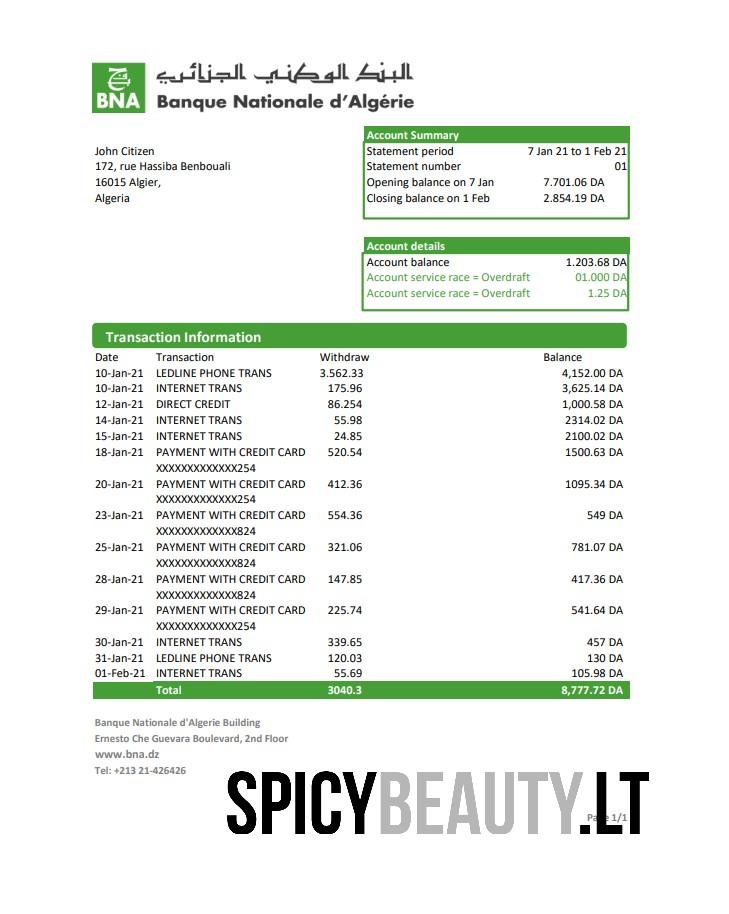 البنك الوطني الجزائري
BNA Banque Nationale d'Algérie
Account Summary
John Citizen Statement period 7 Jan 21 to 1 Feb 21
172, rue Hassiba Benbouali Statement number 01
16015 Algier, Opening balance on 7 Jan 7.701.06 DA
Algeria Closing balance on 1 Feb 2.854.19 DA
Account details
Account balance 1.203.68 DA
Account service race = Overdraft 01.000 DA
Account service race = Overdraft 1.25 DA
Transaction Information
Date Transaction Withdraw Balance
10-Jan-21 LEDLINE PHONE TRANS 3.562.33 4,152.00 DA
10-Jan-21 INTERNET TRANS 175.96 3,625.14 DA
12-Jan-21 DIRECT CREDIT 86.254 1,000.58 DA
14-Jan-21 INTERNET TRANS 55.98 2314.02 DA
15-Jan-21 INTERNET TRANS 24.85 2100.02 DA
18-Jan-21 PAYMENT WITH CREDIT CARD 520.54 1500.63 DA
XXXXXXXXXXXXX254
20-Jan-21 PAYMENT WITH CREDIT CARD 412.36 1095.34 DA
XXXXXXXXXXXXX254
23-Jan-21 PAYMENT WITH CREDIT CARD 554.36 549 DA
XXXXXXXXXXXXX824
25-Jan-21 PAYMENT WITH CREDIT CARD 321.06 781.07 DA
XXXXXXXXXXXXX824
28-Jan-21 PAYMENT WITH CREDIT CARD 147.85 417.36 DA
XXXXXXXXXXXXX824
29-Jan-21 PAYMENT WITH CREDIT CARD 225.74 541.64 DA
XXXXXXXXXXXXX254
30-Jan-21 INTERNET TRANS 339.65 457 DA
31-Jan-21 LEDLINE PHONE TRANS 120.03 130 DA
01-Feb-21 INTERNET TRANS 55.69 105.98 DA
Total 3040.3 8,777.72 DA
Banque Nationale d'Algerie Building
Ernesto Che Guevara Boulevard, 2nd Floor
www.bna.dz
Tel: +213 21-426426
SPICYBEAUTY.LT
1/1